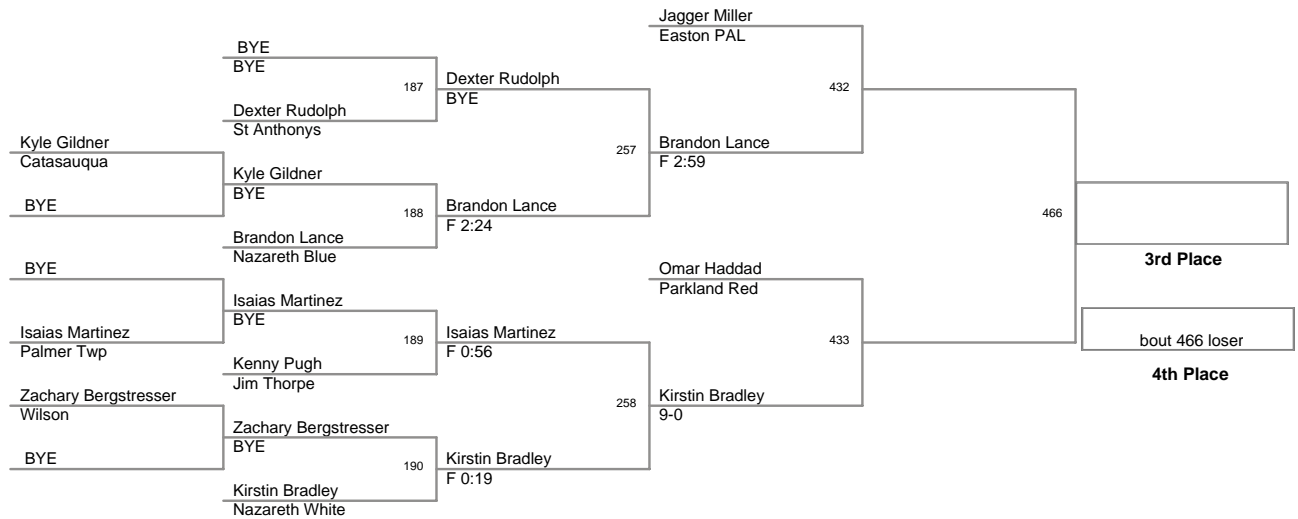 Jagger Miller
Easton PAL
BYE
BYE
187
Dexter Rudolph
BYE
432
Dexter Rudolph
St Anthonys
Kyle Gildner
Catasauqua
257
Brandon Lance
F 2:59
Kyle Gildner
BYE
BYE
188
Brandon Lance
F 2:24
466
Brandon Lance
Nazareth Blue
3rd Place
BYE
Omar Haddad
Parkland Red
Isaias Martinez
BYE
Isaias Martinez
Palmer Twp
189
Isaias Martinez
F 0:56
433
bout 466 loser
Kenny Pugh
Jim Thorpe
4th Place
Zachary Bergstresser
Wilson
258
Kirstin Bradley
9-0
Zachary Bergstresser
BYE
BYE
190
Kirstin Bradley
F 0:19
Kirstin Bradley
Nazareth White